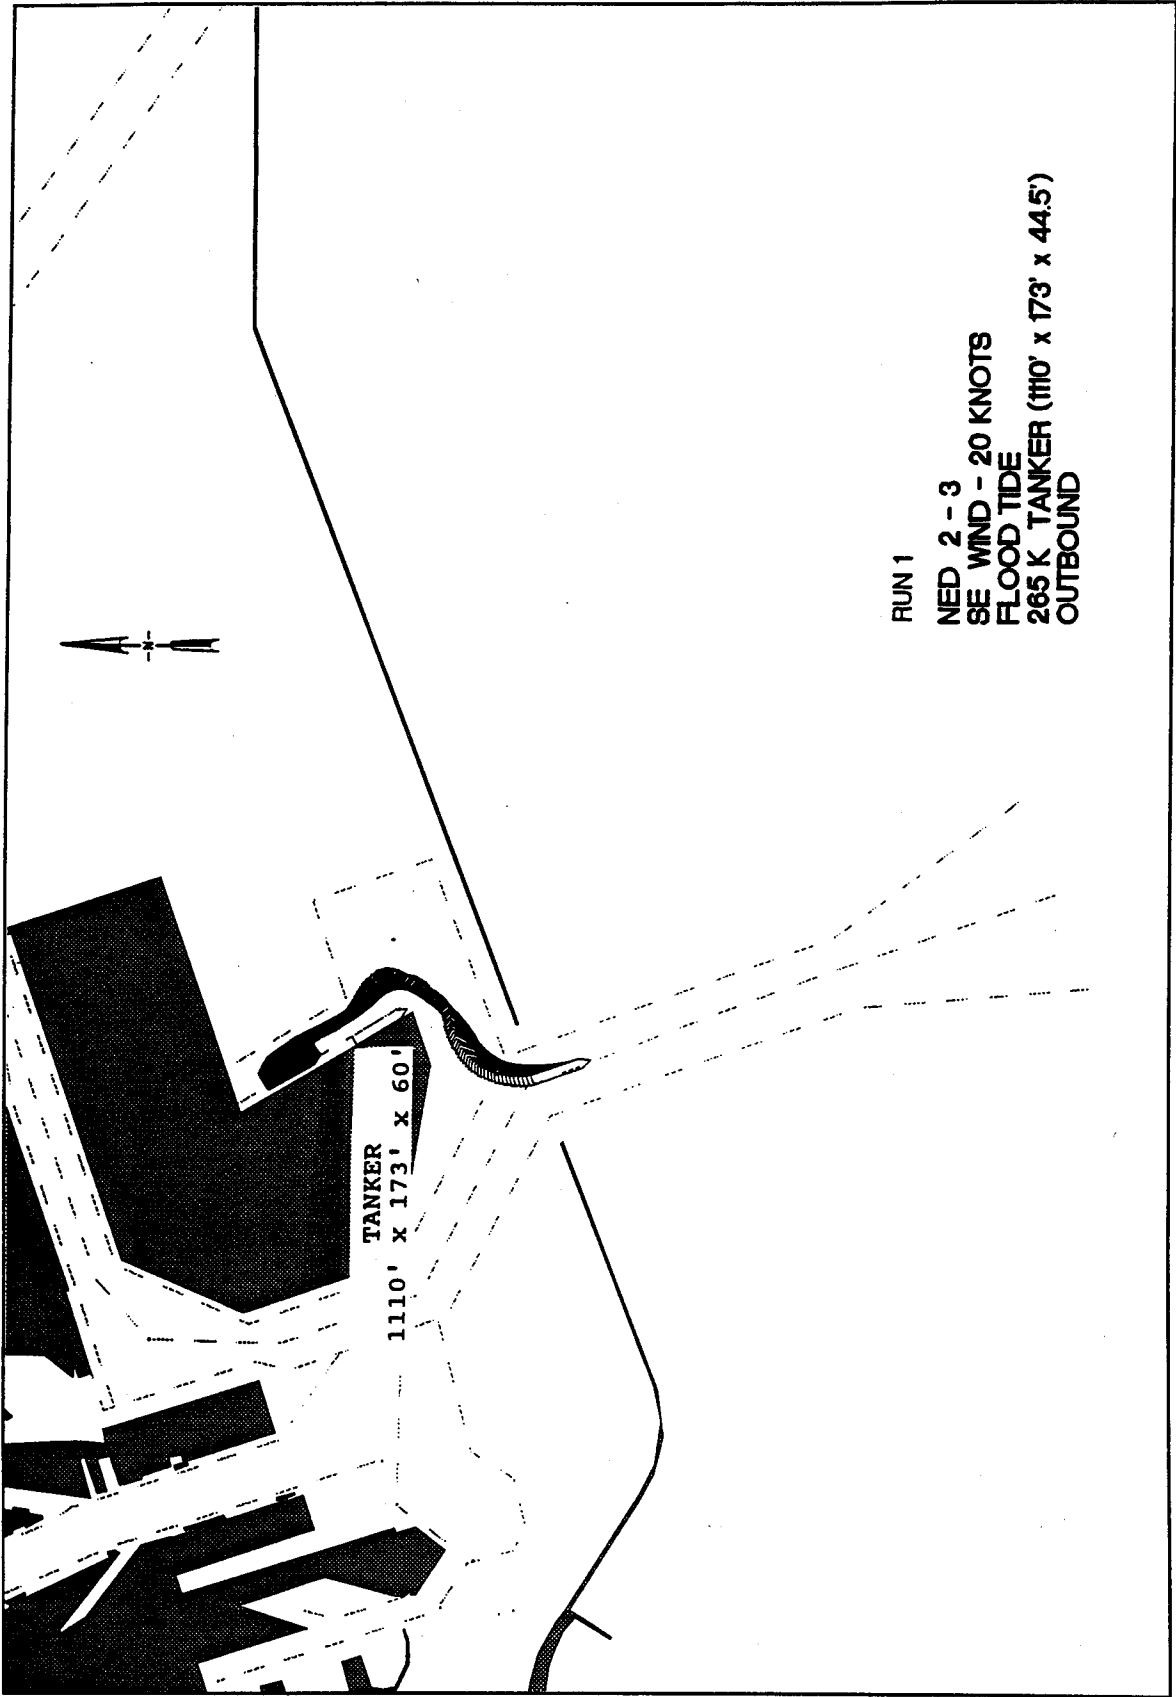 N
TANKER
1110' X 173' X 60'
RUN 1
NED 2 - 3
SE WIND - 20 KNOTS
FLOOD TIDE
265 K TANKER (1110' x 173' x 44.5')
OUTBOUND